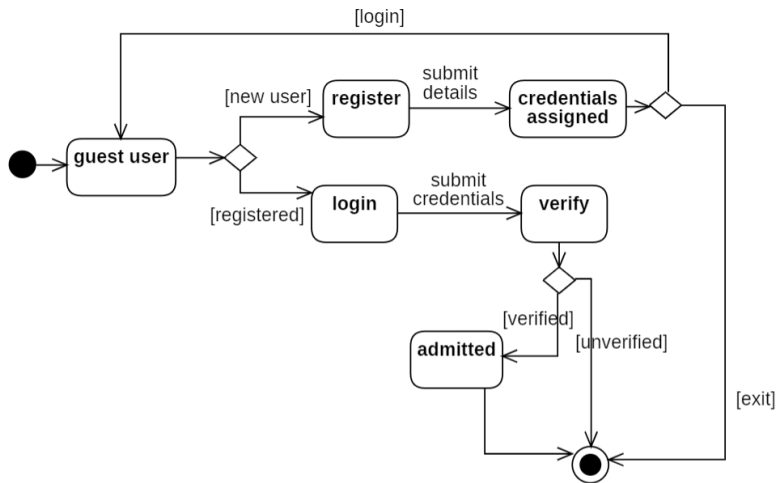 [login]
submit
details
[new user]
register
credentials
assigned
guest user
submit
credentials
[registered]
login
verify
[verified]
[unverified]
admitted
[exit]